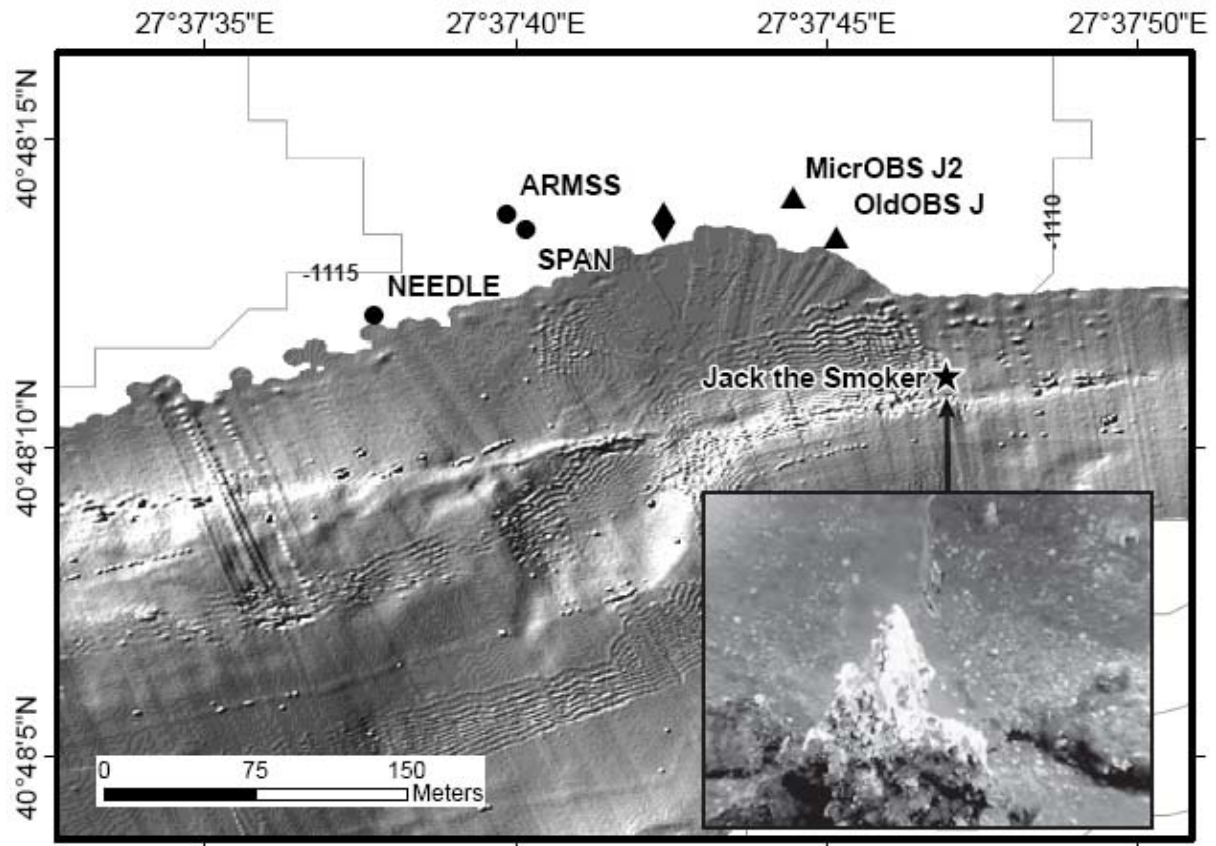 27°37'35"E 27°37'40"E 27°37'45"E 27°37'50"E
40°48'15"N
MicrOBS J2
ARMSS
OldOBS J
-1110
SPAN
-1115
NEEDLE
Jack the Smoker
40°48'10"N
40°48'5"N
0 75 150
Meters